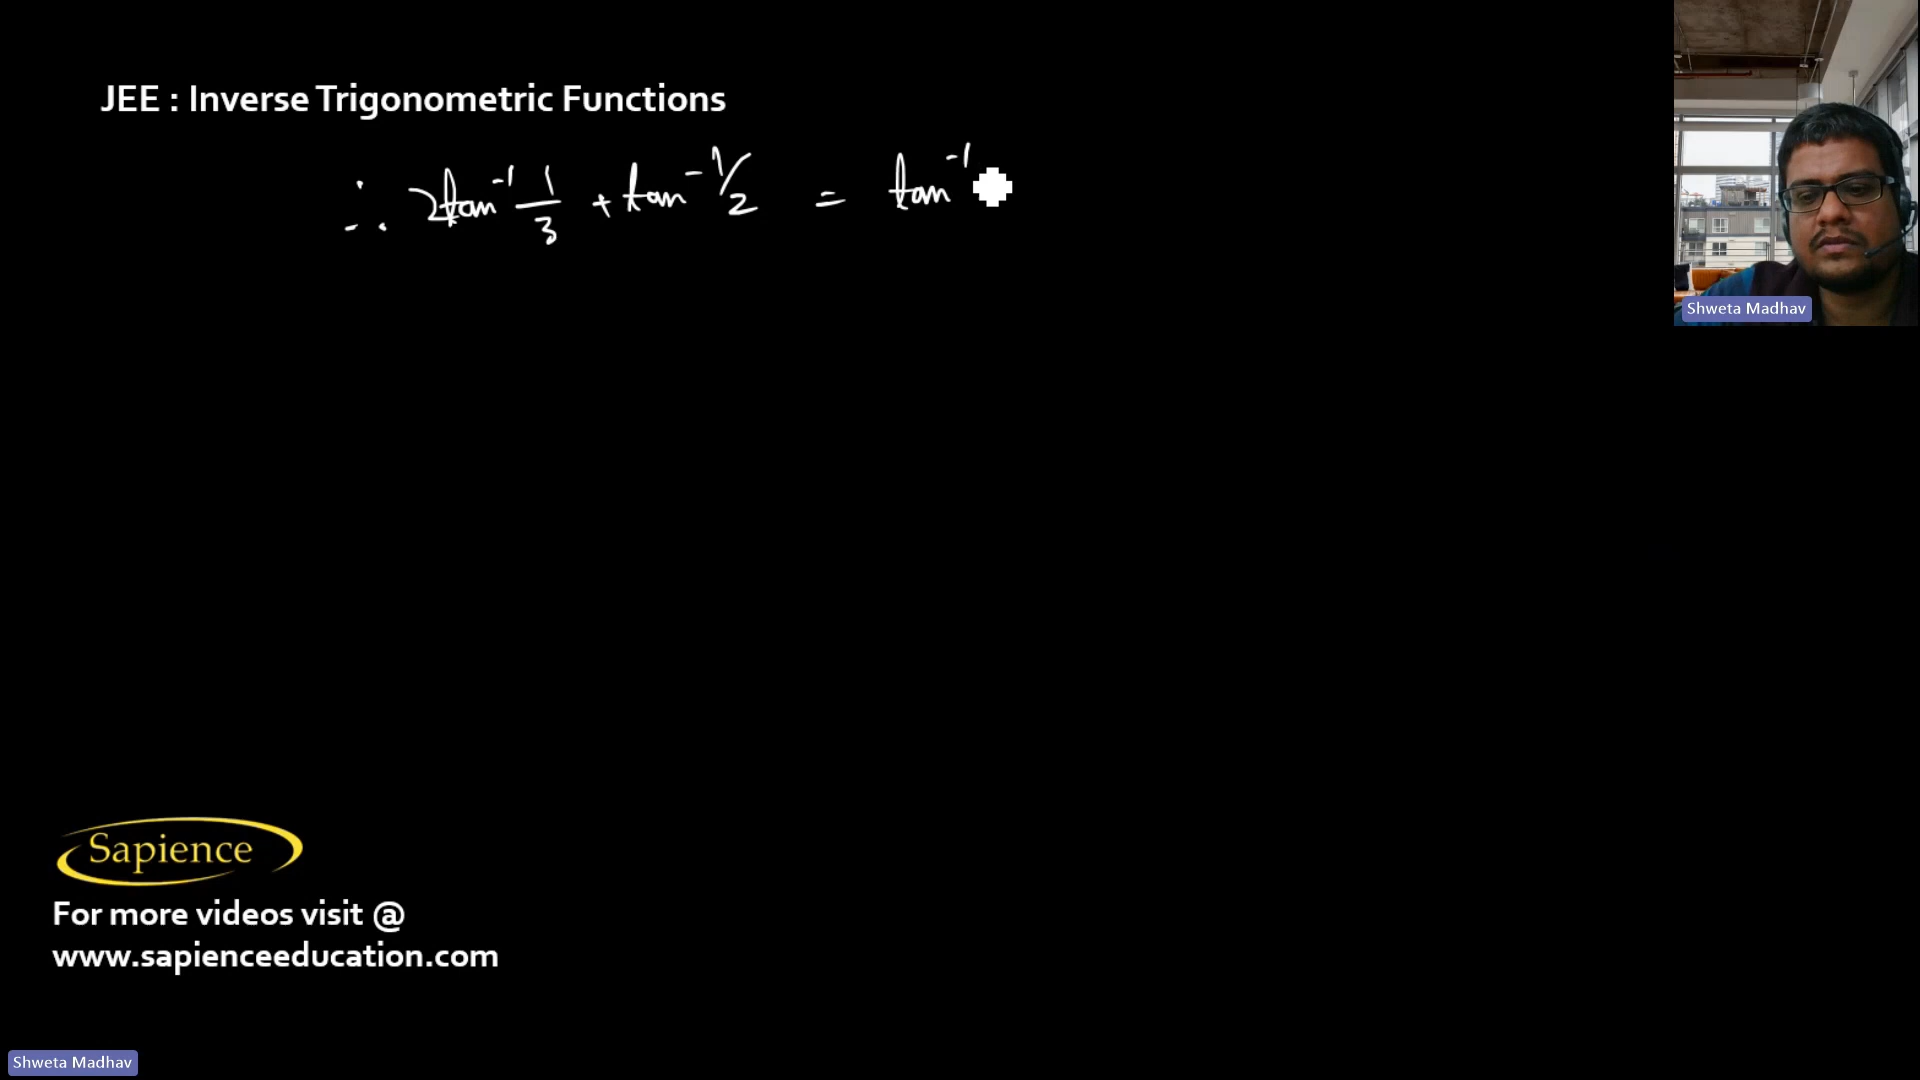 JEE : Inverse Trigonometric Functions
∴ 2tan⁻¹ 1/3 + tan⁻¹ 1/2 = tan⁻¹
Shweta Madhav
Sapience
For more videos visit @
www.sapienceeducation.com
Shweta Madhav